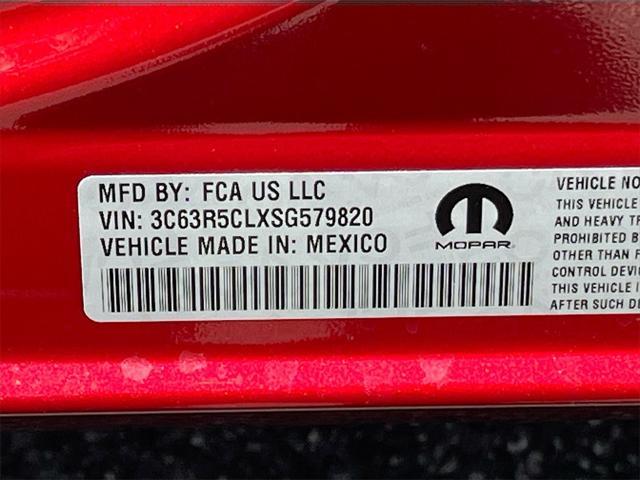 MFD BY: FCA US LLC
VIN: 3C63R5CLXSG579820
VEHICLE MADE IN: MEXICO
MOPAR
VEHICLE NO
THIS VEHICLE
AND HEAVY TR
PROHIBITED B
OTHER THAN F
CONTROL DEVIC
THIS VEHICLE I
AFTER SUCH DE